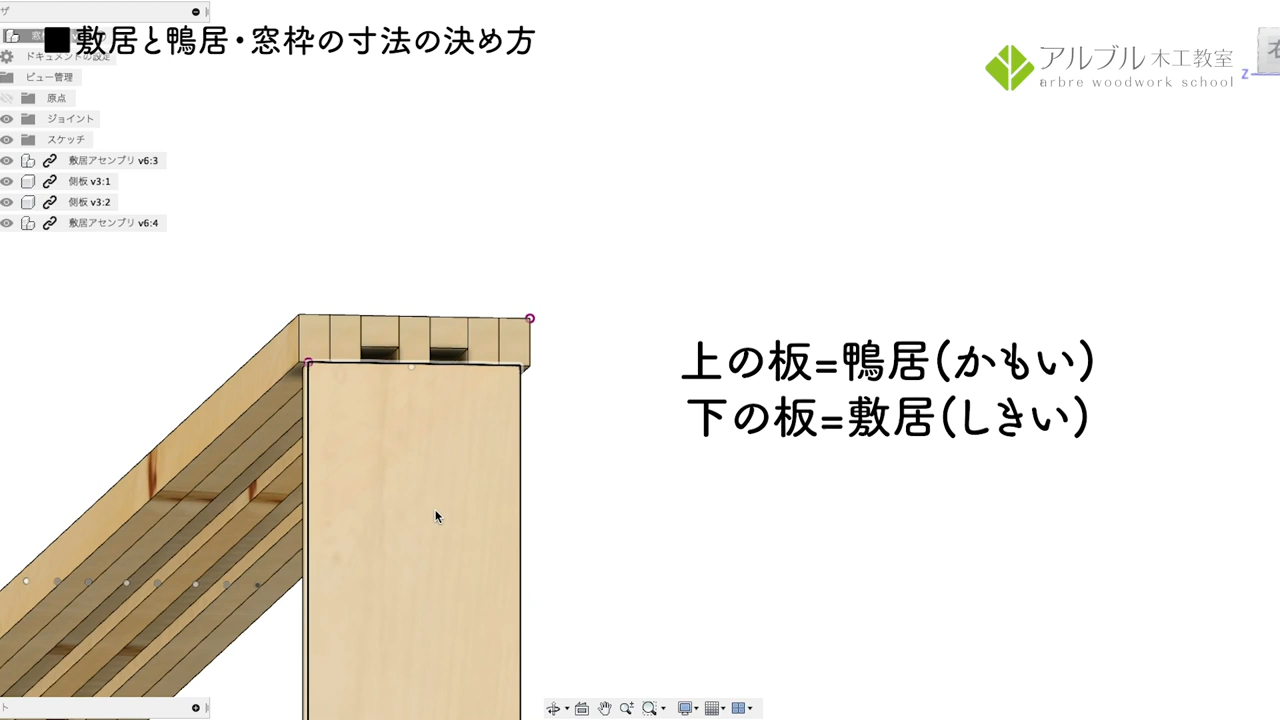 ザ
■敷居と鴨居・窓枠の寸法の決め方
ドキュメントの設定
ビュー管理
原点
ジョイント
スケッチ
敷居アセンブリ v6:3
側板 v3:1
側板 v3:2
敷居アセンブリ v6:4
アルブル木工教室
arbre woodwork school
右
Z
上の板=鴨居(かもい)
下の板=敷居(しきい)
ト